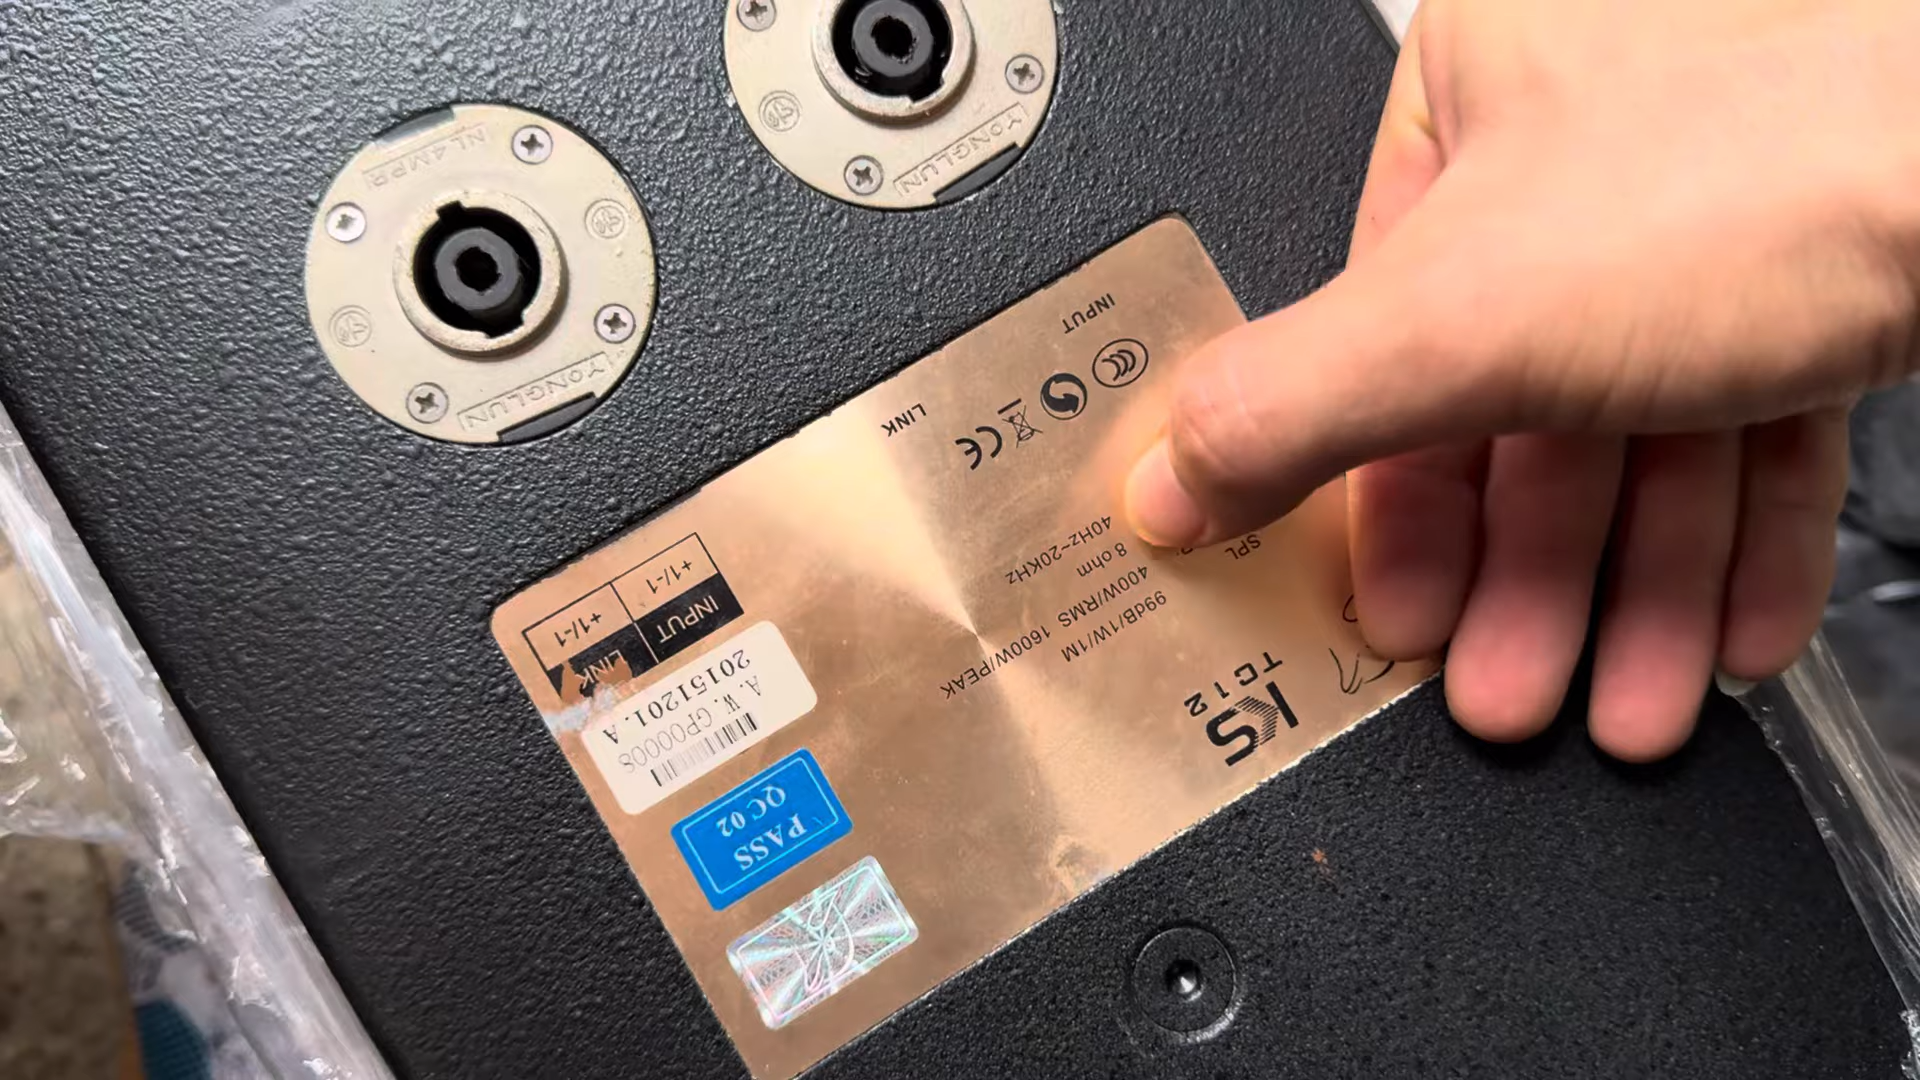 NL4MPR
YONGLUN
YONGLUN
KS
TC12
SPL
99dB/1W/1M
400W/RMS 1600W/PEAK
8 ohm
40Hz~20KHz
CE
INPUT
LINK
PASS
QC 02
A. W. GP00008
20151201. A
INPUT
LINK
+1/-1
+1/-1